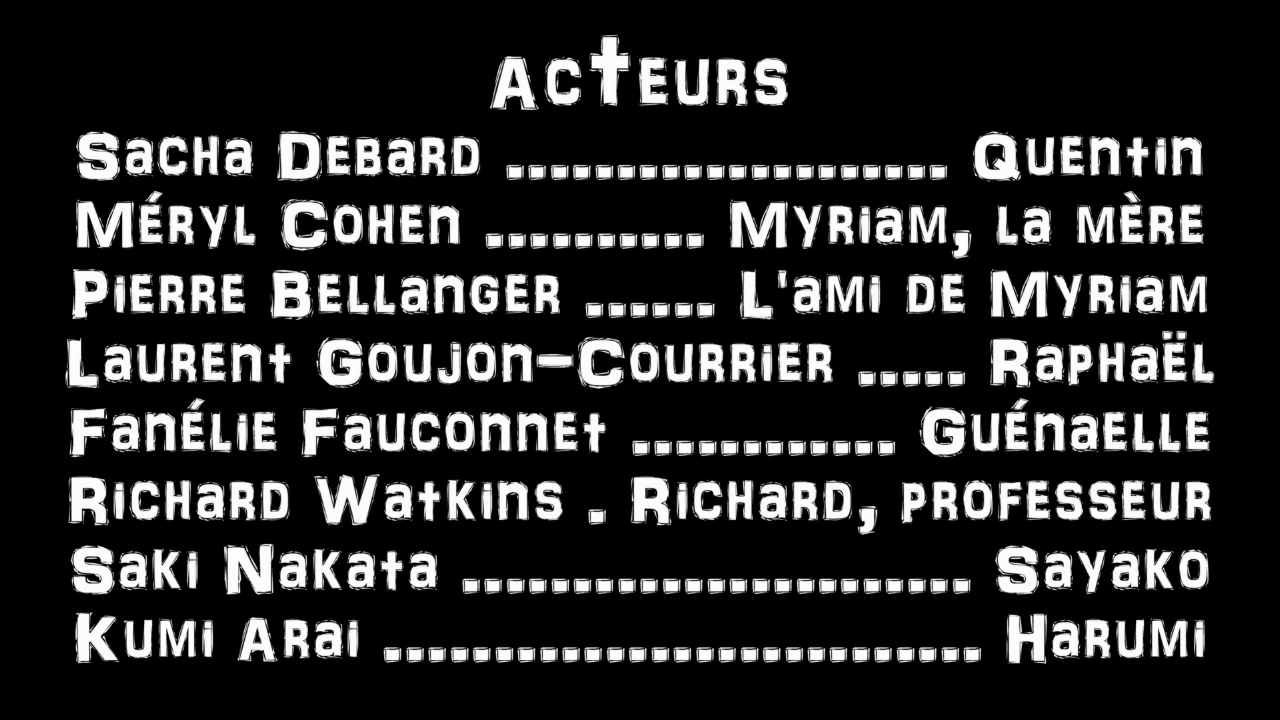 Acteurs
Sacha Debard .................... Quentin
Méryl Cohen .......... Myriam, la mère
Pierre Bellanger ...... L'ami de Myriam
Laurent Goujon-Courrier ..... Raphaël
Fanélie Fauconnet ............ Guénaelle
Richard Watkins . Richard, professeur
Saki Nakata ....................... Sayako
Kumi Arai ........................... Harumi